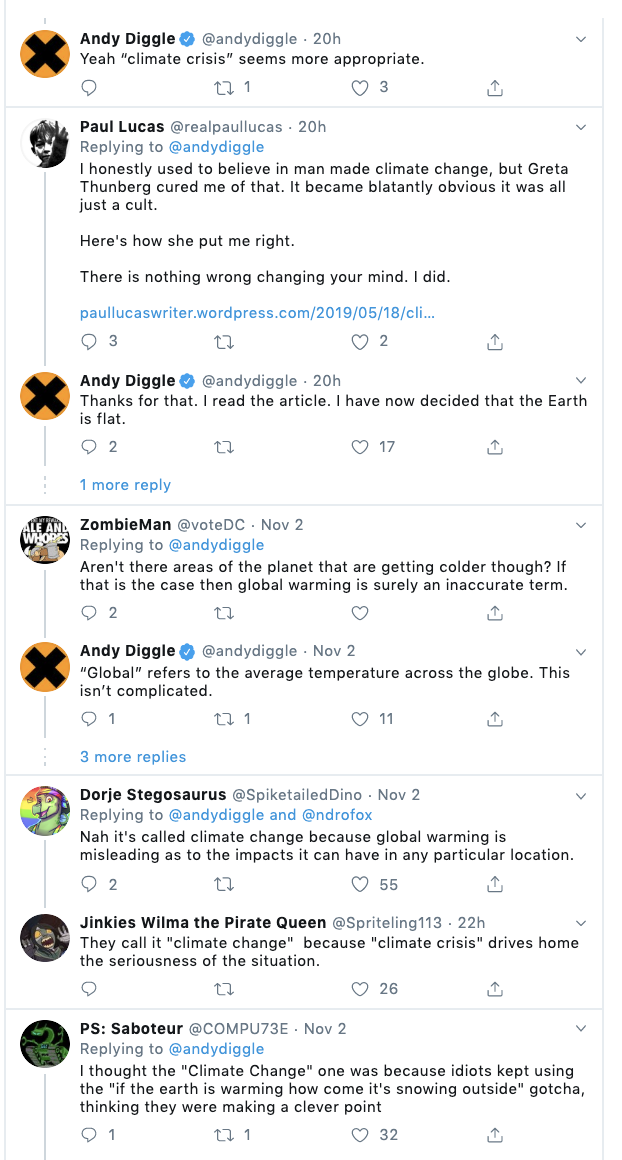 Andy Diggle @andydiggle · 20h
Yeah “climate crisis” seems more appropriate.
1 3
Paul Lucas @realpaullucas · 20h
Replying to @andydiggle
I honestly used to believe in man made climate change, but Greta
Thunberg cured me of that. It became blatantly obvious it was all
just a cult.
Here's how she put me right.
There is nothing wrong changing your mind. I did.
paullucaswriter.wordpress.com/2019/05/18/cli...
3 2
Andy Diggle @andydiggle · 20h
Thanks for that. I read the article. I have now decided that the Earth
is flat.
2 17
1 more reply
ALE AND
WHORES
ZombieMan @voteDC · Nov 2
Replying to @andydiggle
Aren't there areas of the planet that are getting colder though? If
that is the case then global warming is surely an inaccurate term.
2
Andy Diggle @andydiggle · Nov 2
“Global” refers to the average temperature across the globe. This
isn’t complicated.
1 1 11
3 more replies
Dorje Stegosaurus @SpiketailedDino · Nov 2
Replying to @andydiggle and @ndrofox
Nah it's called climate change because global warming is
misleading as to the impacts it can have in any particular location.
2 55
Jinkies Wilma the Pirate Queen @Spriteling113 · 22h
They call it "climate change"  because "climate crisis" drives home
the seriousness of the situation.
26
PS: Saboteur @COMPU73E · Nov 2
Replying to @andydiggle
I thought the "Climate Change" one was because idiots kept using
the "if the earth is warming how come it's snowing outside" gotcha,
thinking they were making a clever point
1 1 32